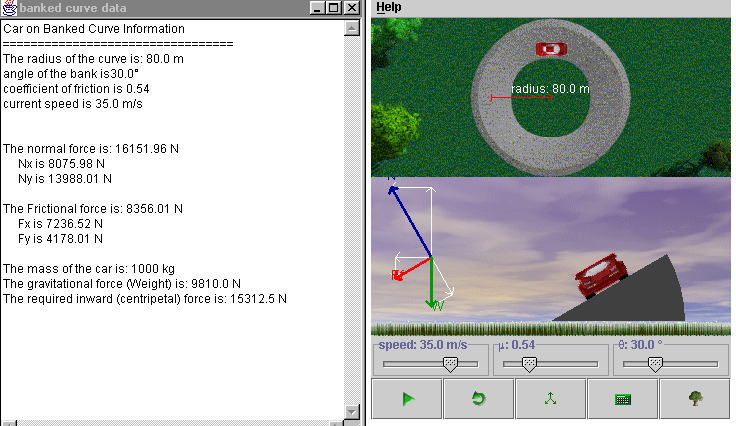 banked curve data
Car on Banked Curve Information
=================================
The radius of the curve is: 80.0 m
angle of the bank is30.0°
coefficient of friction is 0.54
current speed is 35.0 m/s
The normal force is: 16151.96 N
Nx is 8075.98 N
Ny is 13988.01 N
The Frictional force is: 8356.01 N
Fx is 7236.52 N
Fy is 4178.01 N
The mass of the car is: 1000 kg
The gravitational force (Weight) is: 9810.0 N
The required inward (centripetal) force is: 15312.5 N
Help
radius: 80.0 m
N
W
speed: 35.0 m/s
μ: 0.54
θ: 30.0 °